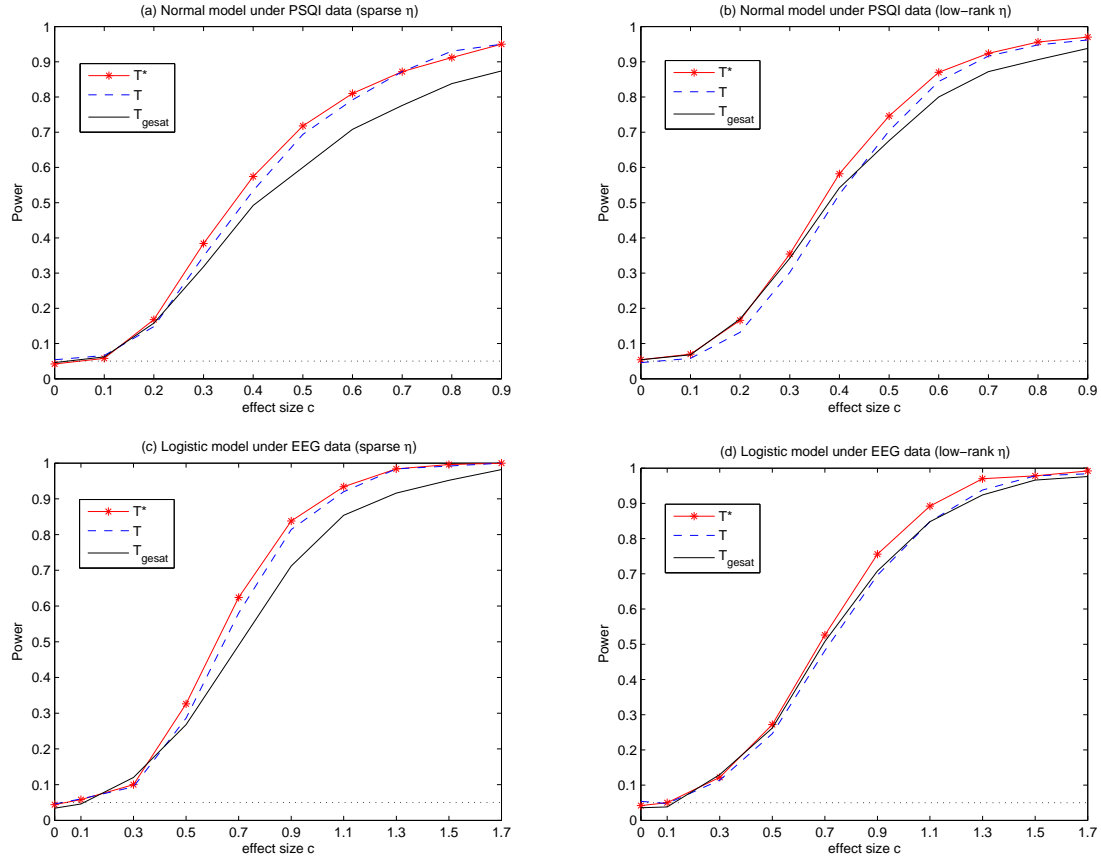 (a) Normal model under PSQI data (sparse η)
1
0.9
0.8
0.7
0.6
0.5
0.4
0.3
0.2
0.1
0
Power
T*
T
T gesat
0 0.1 0.2 0.3 0.4 0.5 0.6 0.7 0.8 0.9
effect size c
(b) Normal model under PSQI data (low−rank η)
1
0.9
0.8
0.7
0.6
0.5
0.4
0.3
0.2
0.1
0
Power
T*
T
T gesat
0 0.1 0.2 0.3 0.4 0.5 0.6 0.7 0.8 0.9
effect size c
(c) Logistic model under EEG data (sparse η)
1
0.9
0.8
0.7
0.6
0.5
0.4
0.3
0.2
0.1
0
Power
T*
T
T gesat
0 0.1 0.3 0.5 0.7 0.9 1.1 1.3 1.5 1.7
effect size c
(d) Logistic model under EEG data (low−rank η)
1
0.9
0.8
0.7
0.6
0.5
0.4
0.3
0.2
0.1
0
Power
T*
T
T gesat
0 0.1 0.3 0.5 0.7 0.9 1.1 1.3 1.5 1.7
effect size c